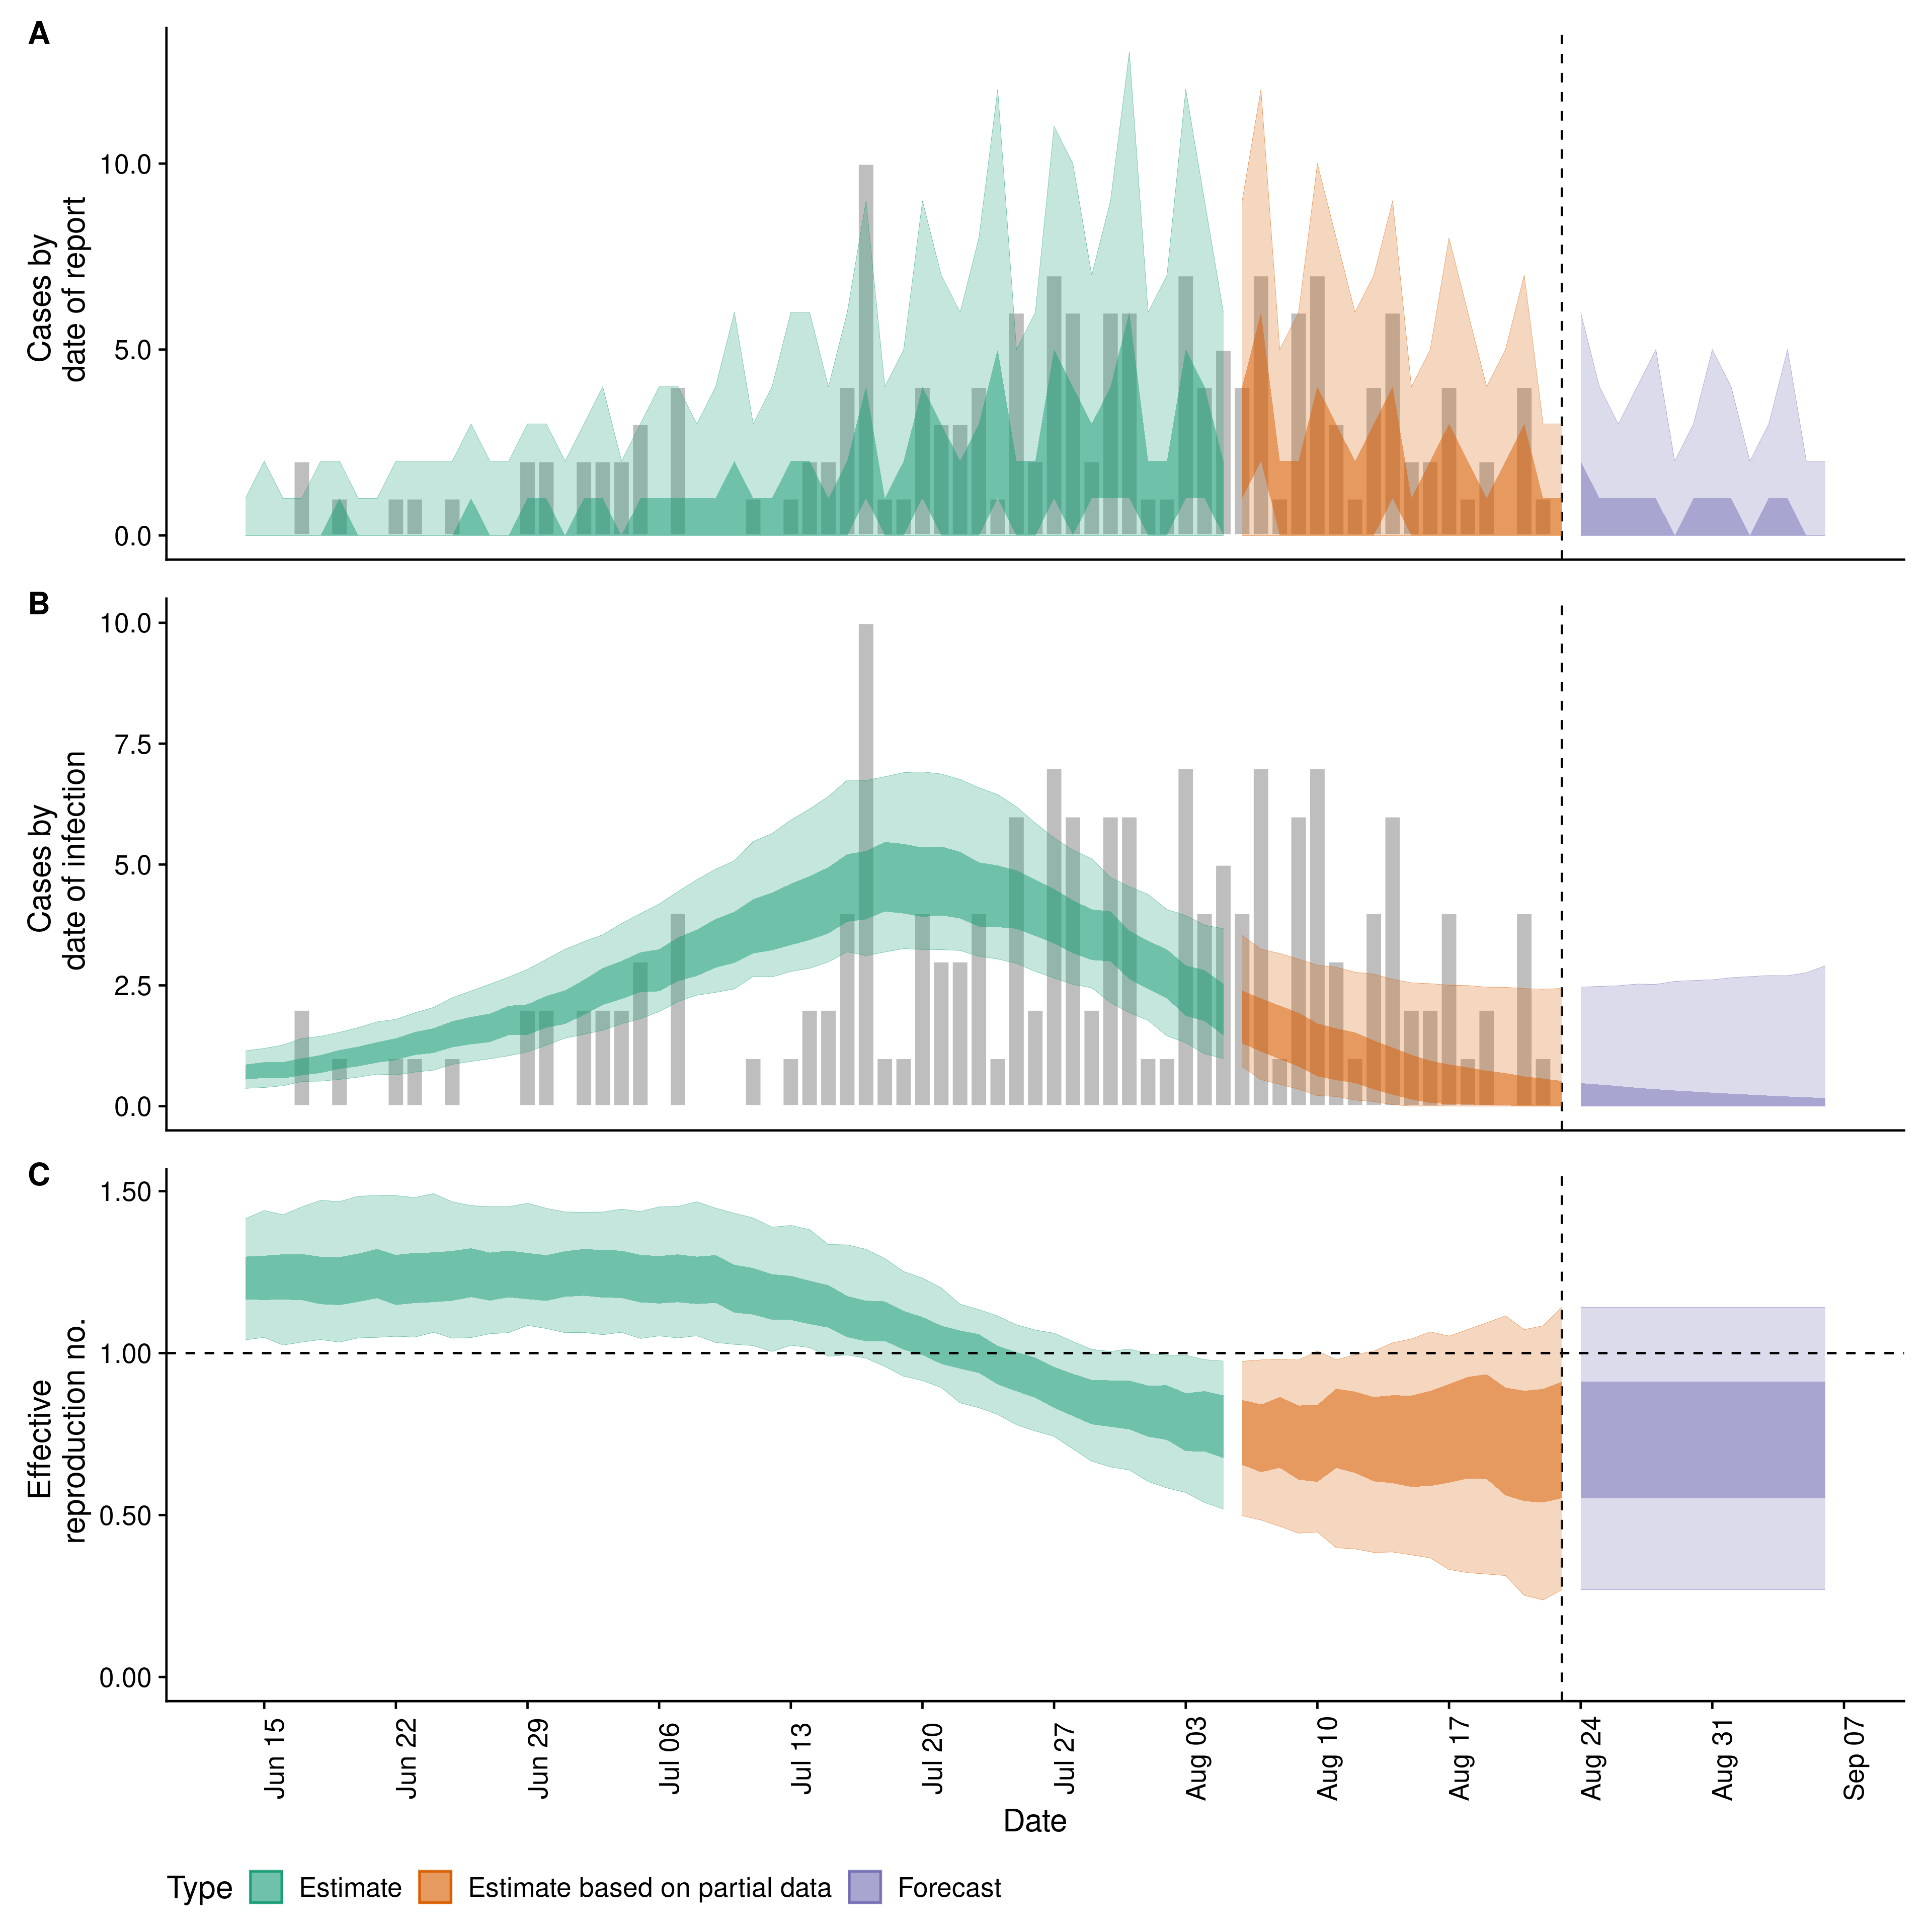 A
Cases by
date of report
10.0
5.0
0.0
B
Cases by
date of infection
10.0
7.5
5.0
2.5
0.0
C
Effective
reproduction no.
1.50
1.00
0.50
0.00
Jun 15
Jun 22
Jun 29
Jul 06
Jul 13
Jul 20
Jul 27
Aug 03
Aug 10
Aug 17
Aug 24
Aug 31
Sep 07
Date
Type Estimate Estimate based on partial data Forecast